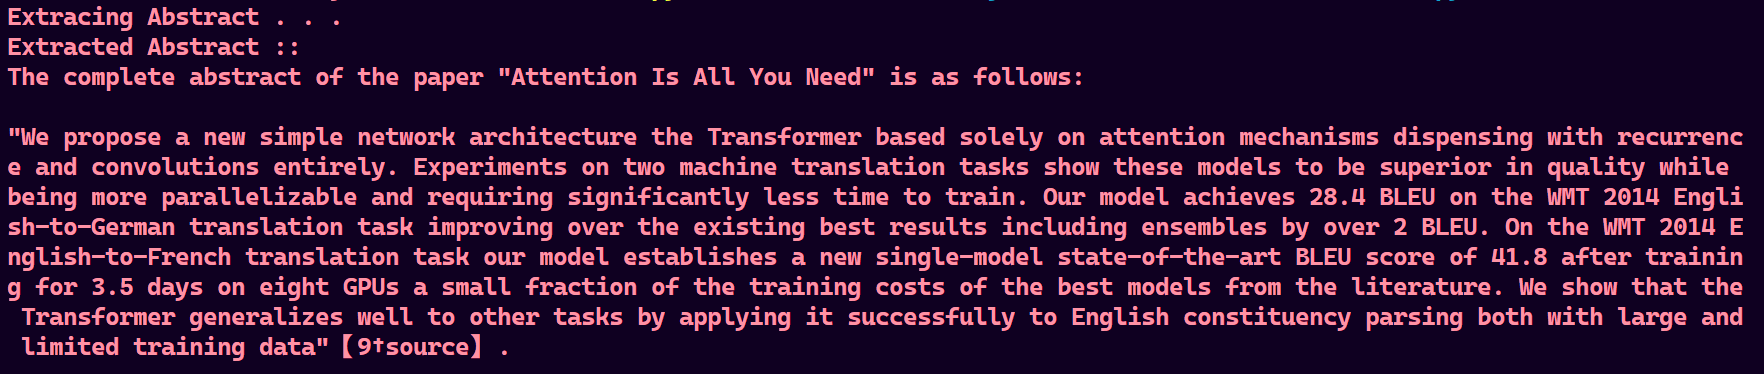 Extracing Abstract . . .
Extracted Abstract ::
The complete abstract of the paper "Attention Is All You Need" is as follows:

"We propose a new simple network architecture the Transformer based solely on attention mechanisms dispensing with recurrenc
e and convolutions entirely. Experiments on two machine translation tasks show these models to be superior in quality while
being more parallelizable and requiring significantly less time to train. Our model achieves 28.4 BLEU on the WMT 2014 Engli
sh-to-German translation task improving over the existing best results including ensembles by over 2 BLEU. On the WMT 2014 E
nglish-to-French translation task our model establishes a new single-model state-of-the-art BLEU score of 41.8 after trainin
g for 3.5 days on eight GPUs a small fraction of the training costs of the best models from the literature. We show that the
 Transformer generalizes well to other tasks by applying it successfully to English constituency parsing both with large and
 limited training data"【9†source】.